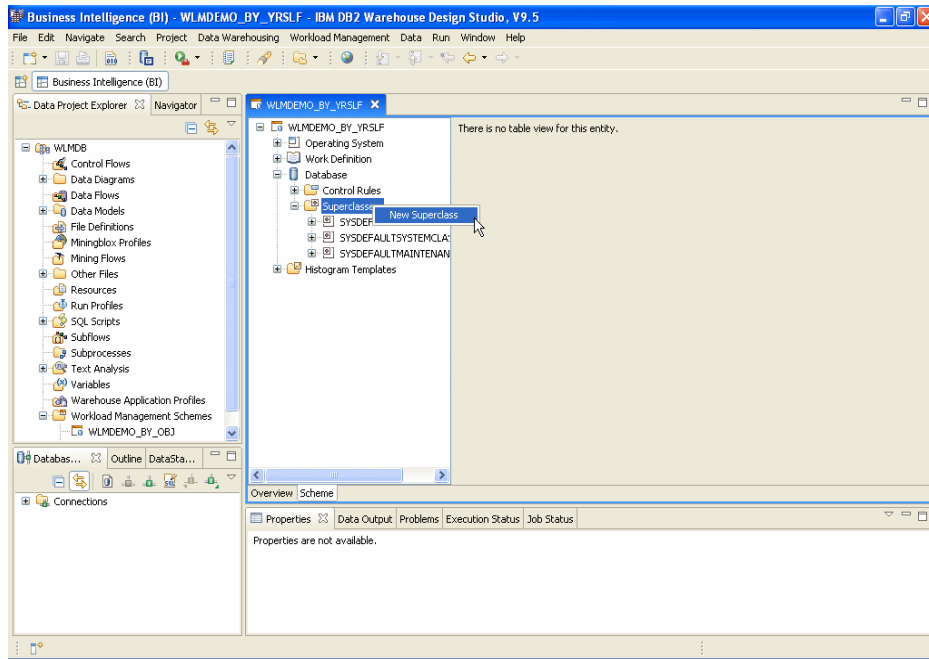 Business Intelligence (BI) - WLMDEMO_BY_YRSLF - IBM DB2 Warehouse Design Studio, V9.5
File Edit Navigate Search Project Data Warehousing Workload Management Data Run Window Help
Business Intelligence (BI)
Data Project Explorer Navigator
WLMDB
Control Flows
Data Diagrams
Data Flows
Data Models
File Definitions
Miningblox Profiles
Mining Flows
Other Files
Resources
Run Profiles
SQL Scripts
Subflows
Subprocesses
Text Analysis
Variables
Warehouse Application Profiles
Workload Management Schemes
WLMDEMO_BY_OBJ
Databas... Outline DataSta...
Connections
WLMDEMO_BY_YRSLF
WLMDEMO_BY_YRSLF
Operating System
Work Definition
Database
Control Rules
Superclasse
New Superclass
SYSDEF
SYSDEFAULTSYSTEMCLA
SYSDEFAULTMAINTENAN
Histogram Templates
Overview Scheme
There is no table view for this entity.
Properties Data Output Problems Execution Status Job Status
Properties are not available.